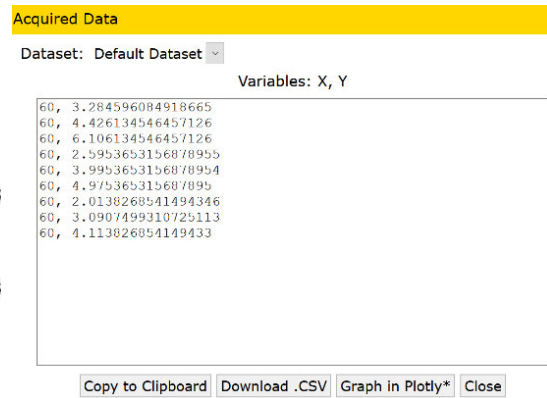 Acquired Data
Dataset: Default Dataset
Variables: X, Y
60, 3.284596084918665
60, 4.426134546457126
60, 6.106134546457126
60, 2.5953653156878955
60, 3.9953653156878954
60, 4.975365315687895
60, 2.0138268541494346
60, 3.0907499310725113
60, 4.113826854149433
Copy to Clipboard Download .CSV Graph in Plotly* Close